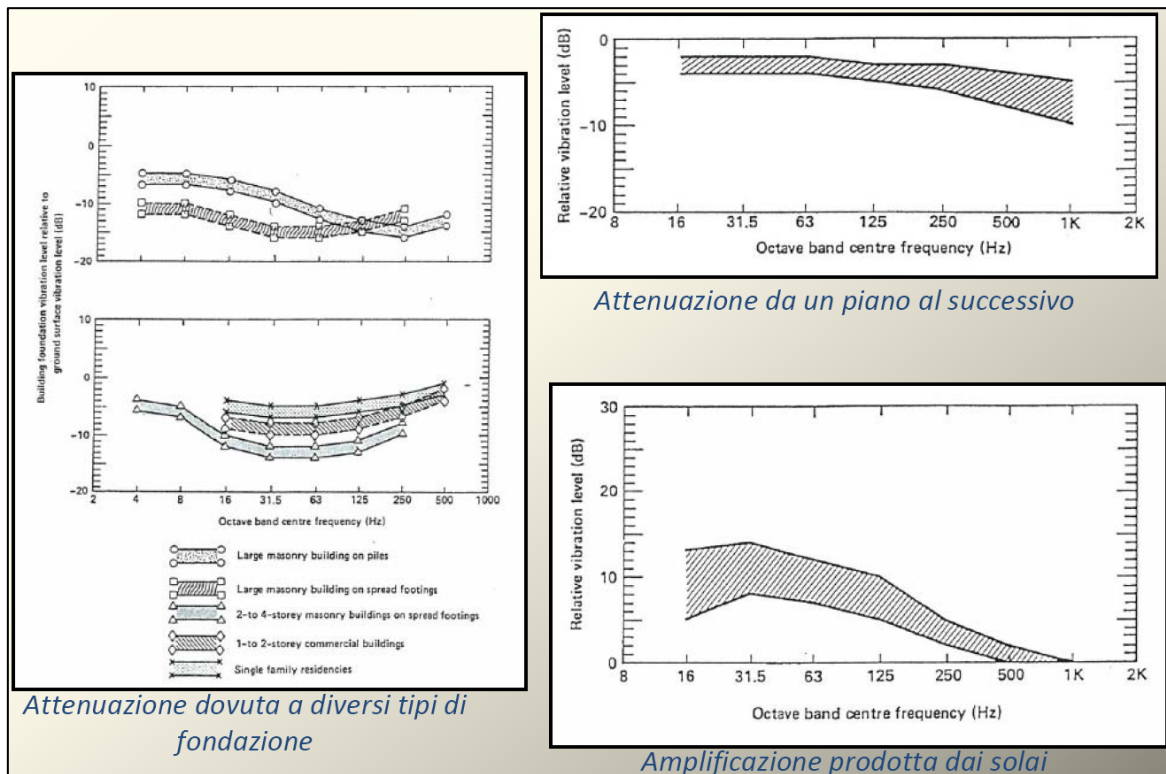 Building foundation vibration level relative to
ground surface vibration level (dB)
10
0
-10
-20
10
0
-10
-20
2
4
8
16
31.5
63
125
250
500
1000
Octave band centre frequency (Hz)
Large masonry building on piles
Large masonry building on spread footings
2-to 4-storey masonry buildings on spread footings
1-to 2-storey commercial buildings
Single family residencies
Attenuazione dovuta a diversi tipi di
fondazione
Relative vibration level (dB)
0
-10
-20
8
16
31.5
63
125
250
500
1K
2K
Octave band centre frequency (Hz)
Attenuazione da un piano al successivo
Relative vibration level (dB)
30
20
10
0
8
16
31.5
63
125
250
500
1K
2K
Octave band centre frequency (Hz)
Amplificazione prodotta dai solai